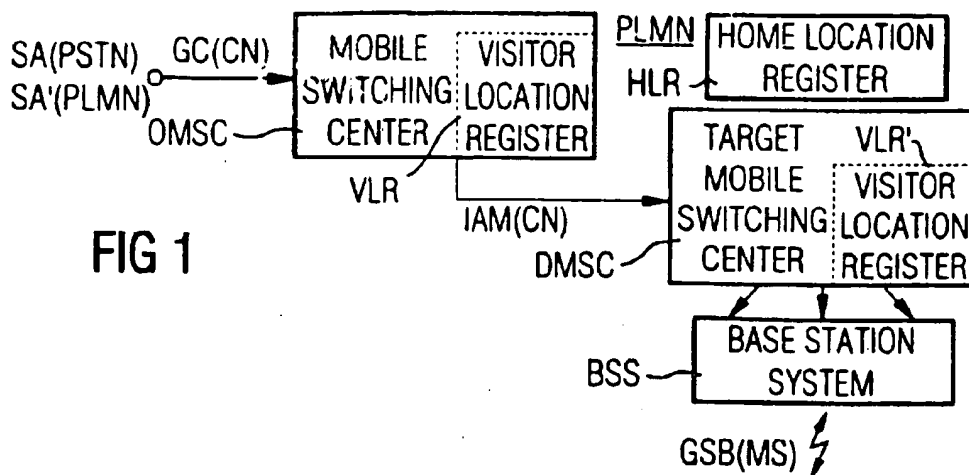 SA(PSTN)
SA'(PLMN)
GC(CN)
OMSC
MOBILE
SWITCHING
CENTER
VISITOR
LOCATION
REGISTER
VLR
PLMN
HOME LOCATION
REGISTER
HLR
IAM(CN)
TARGET
MOBILE
SWITCHING
CENTER
VLR'
VISITOR
LOCATION
REGISTER
DMSC
FIG 1
BASE STATION
SYSTEM
BSS
GSB(MS)